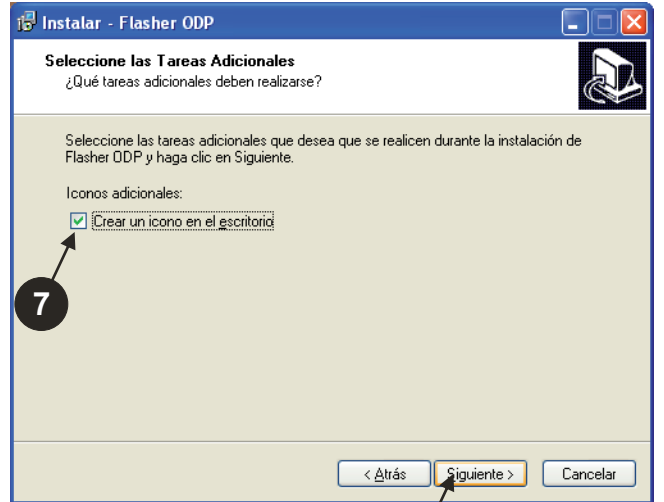 Instalar - Flasher ODP
Seleccione las Tareas Adicionales
¿Qué tareas adicionales deben realizarse?
Seleccione las tareas adicionales que desea que se realicen durante la instalación de
Flasher ODP y haga clic en Siguiente.
Iconos adicionales:
Crear un icono en el escritorio
7
< Atrás Siguiente > Cancelar